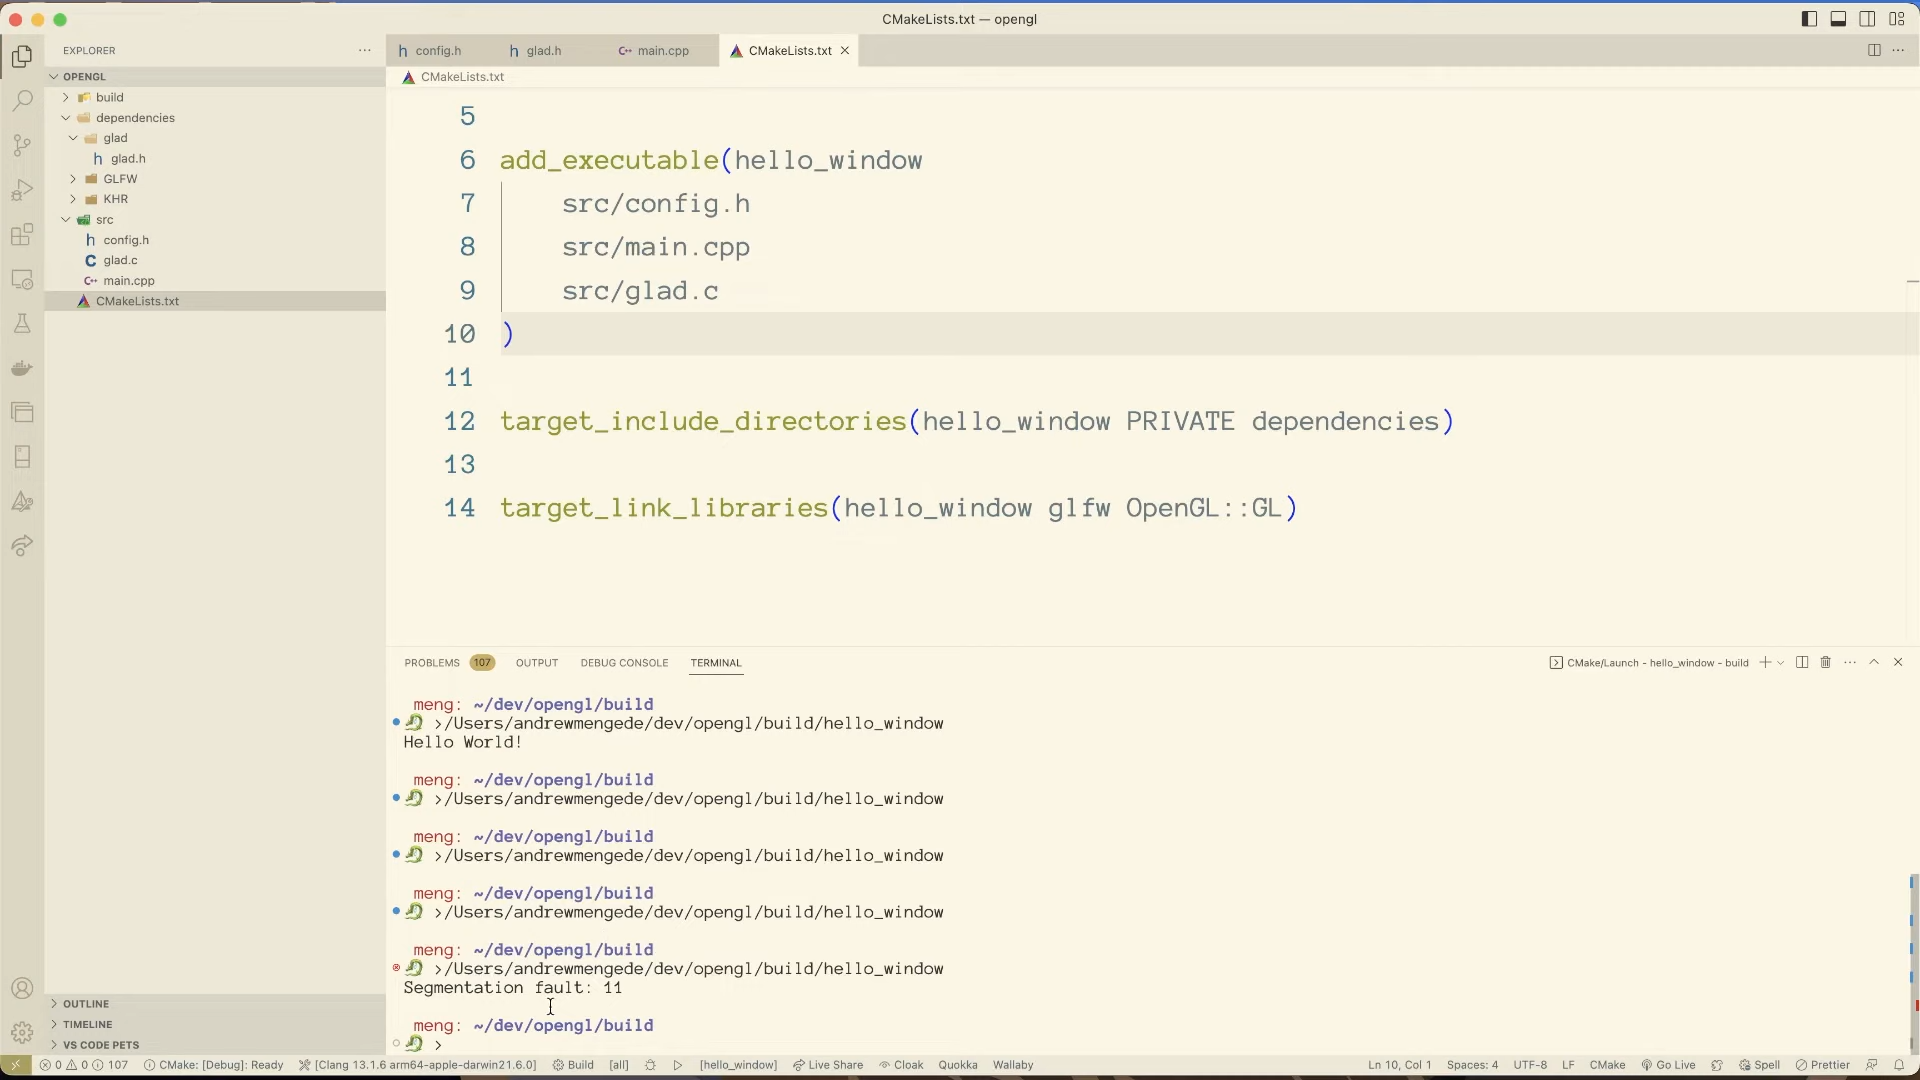 CMakeLists.txt — opengl
EXPLORER
config.h
glad.h
main.cpp
CMakeLists.txt
OPENGL
CMakeLists.txt
build
dependencies
glad
glad.h
GLFW
KHR
src
config.h
glad.c
main.cpp
CMakeLists.txt
5
6 add_executable(hello_window
7 src/config.h
8 src/main.cpp
9 src/glad.c
10 )
11
12 target_include_directories(hello_window PRIVATE dependencies)
13
14 target_link_libraries(hello_window glfw OpenGL::GL)
PROBLEMS 107 OUTPUT DEBUG CONSOLE TERMINAL
CMake/Launch - hello_window - build
meng: ~/dev/opengl/build
>/Users/andrewmengede/dev/opengl/build/hello_window
Hello World!
meng: ~/dev/opengl/build
>/Users/andrewmengede/dev/opengl/build/hello_window
meng: ~/dev/opengl/build
>/Users/andrewmengede/dev/opengl/build/hello_window
meng: ~/dev/opengl/build
>/Users/andrewmengede/dev/opengl/build/hello_window
meng: ~/dev/opengl/build
>/Users/andrewmengede/dev/opengl/build/hello_window
Segmentation fault: 11
meng: ~/dev/opengl/build
>
OUTLINE
TIMELINE
VS CODE PETS
0 0 107 CMake: [Debug]: Ready [Clang 13.1.6 arm64-apple-darwin21.6.0] Build [all] [hello_window] Live Share Cloak Quokka Wallaby Ln 10, Col 1 Spaces: 4 UTF-8 LF CMake Go Live Spell Prettier